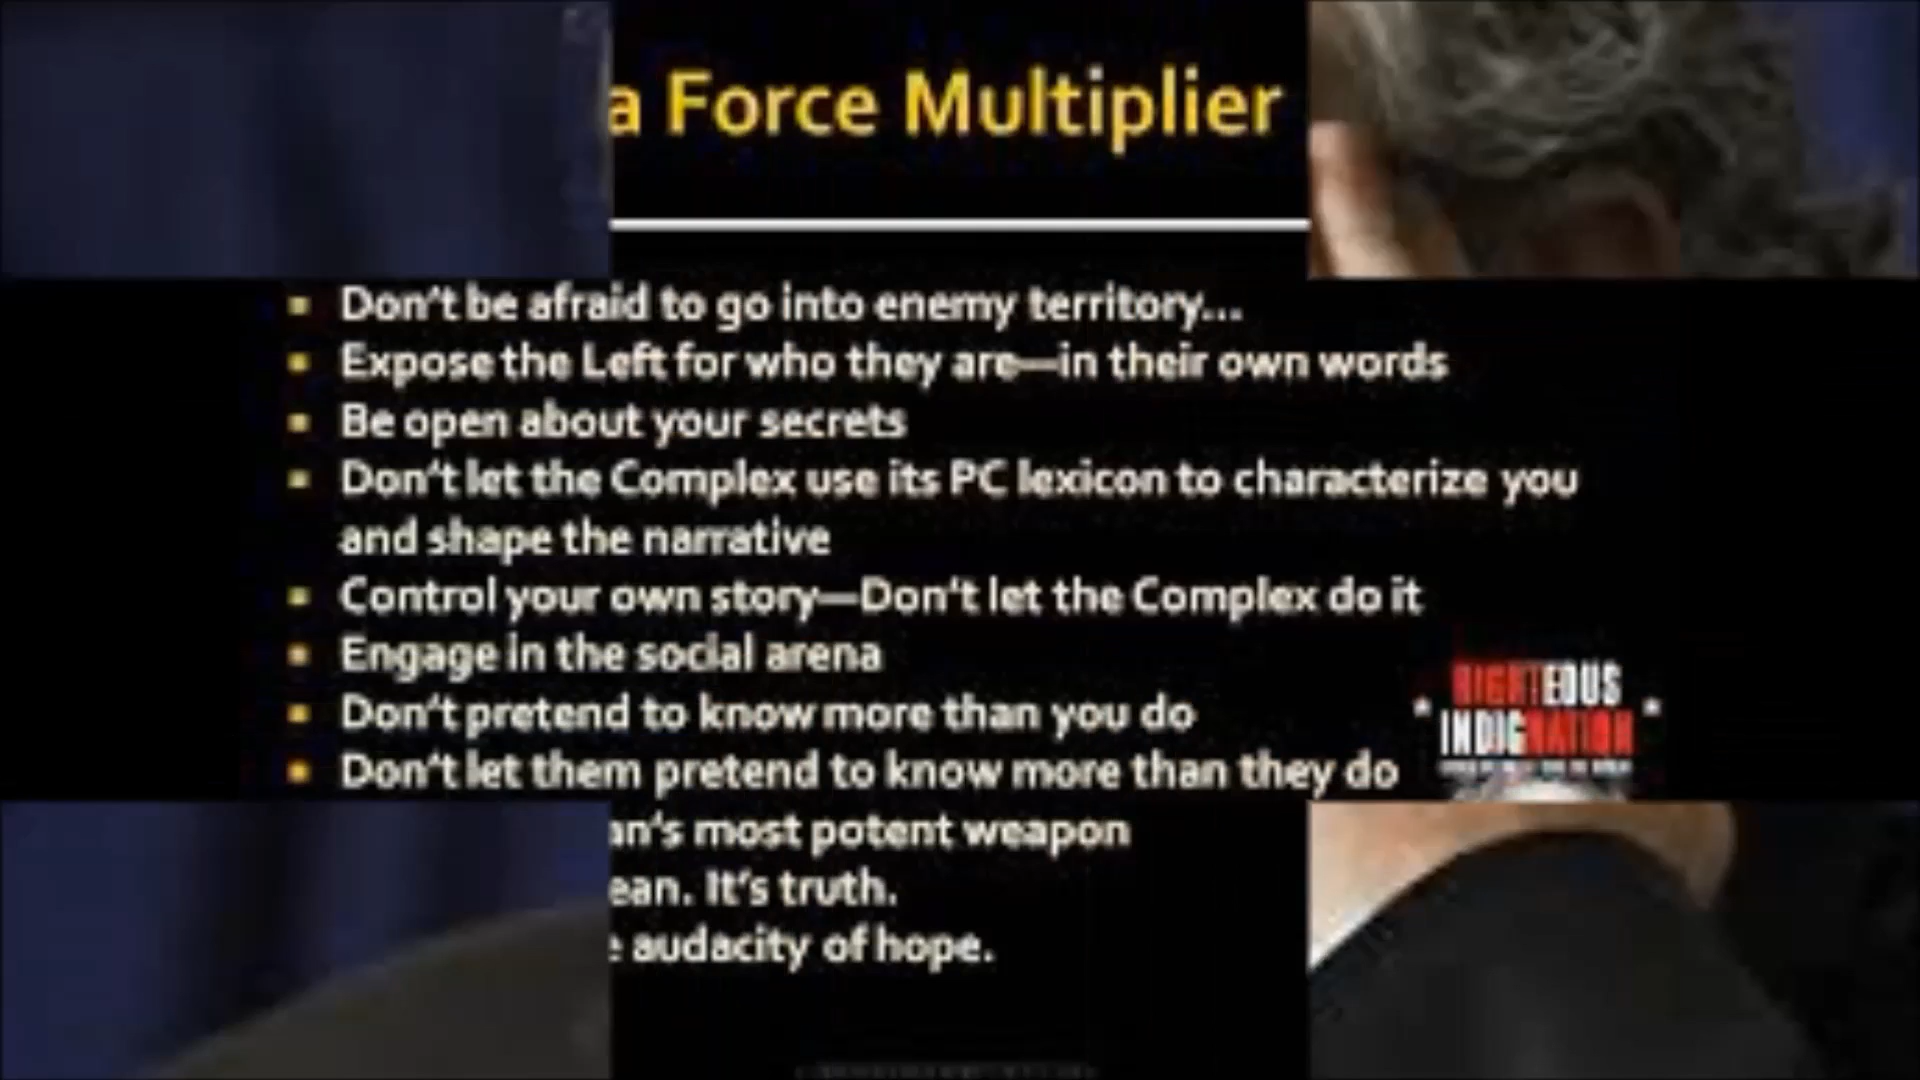 a Force Multiplier
Don't be afraid to go into enemy territory...
Expose the Left for who they are—in their own words
Be open about your secrets
Don't let the Complex use its PC lexicon to characterize you
and shape the narrative
Control your own story—Don't let the Complex do it
Engage in the social arena
Don't pretend to know more than you do
RIGHTEOUS
INDIGNATION
Don't let them pretend to know more than they do
an's most potent weapon
ean. It's truth.
audacity of hope.